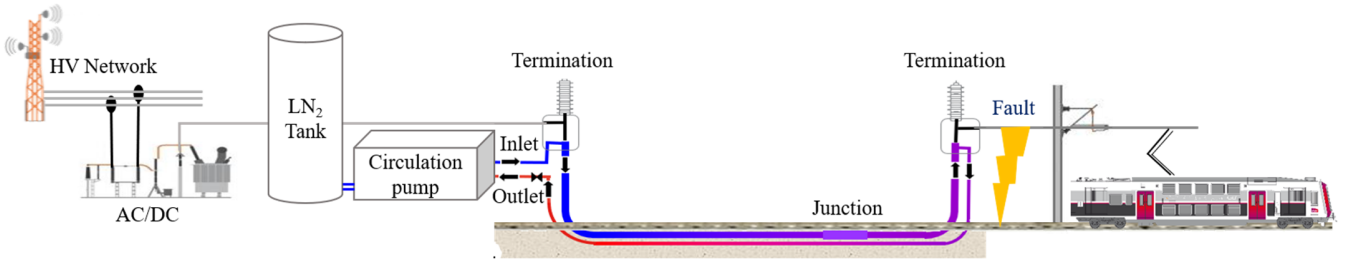 HV Network
AC/DC
LN₂
Tank
Circulation
pump
Inlet
Outlet
Termination
Junction
Termination
Fault